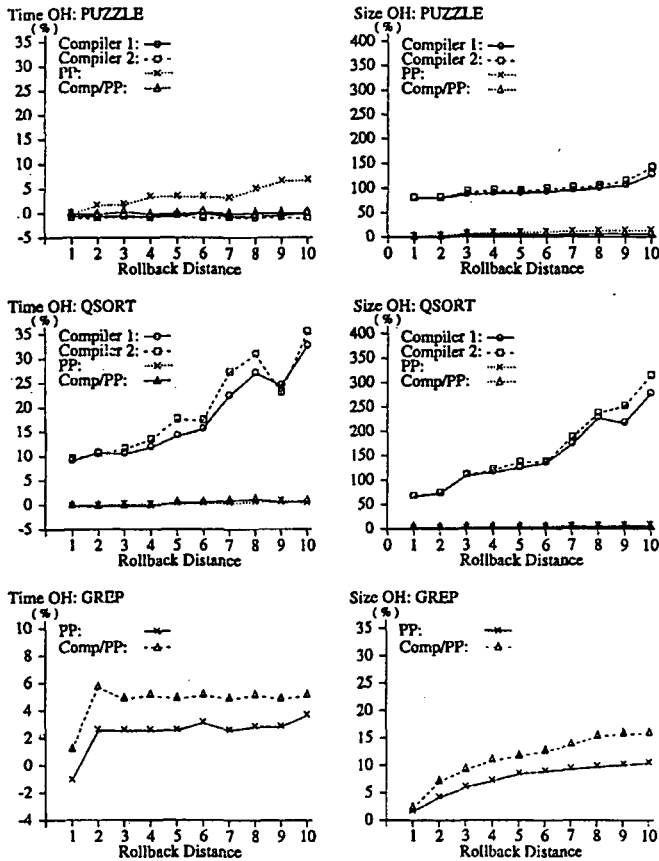 Time OH: PUZZLE
(%)
35
30
25
20
15
10
5
0
-5
Compiler 1:
Compiler 2:
PP:
Comp/PP:
1 2 3 4 5 6 7 8 9 10
Rollback Distance
Size OH: PUZZLE
(%)
400
350
300
250
200
150
100
50
0
Compiler 1:
Compiler 2:
PP:
Comp/PP:
0 1 2 3 4 5 6 7 8 9 10
Rollback Distance
Time OH: QSORT
(%)
35
30
25
20
15
10
5
0
-5
Compiler 1:
Compiler 2:
PP:
Comp/PP:
1 2 3 4 5 6 7 8 9 10
Rollback Distance
Size OH: QSORT
(%)
400
350
300
250
200
150
100
50
0
Compiler 1:
Compiler 2:
PP:
Comp/PP:
0 1 2 3 4 5 6 7 8 9 10
Rollback Distance
Time OH: GREP
(%)
10
8
6
4
2
0
-2
-4
PP:
Comp/PP:
1 2 3 4 5 6 7 8 9 10
Rollback Distance
Size OH: GREP
(%)
35
30
25
20
15
10
5
0
PP:
Comp/PP:
0 1 2 3 4 5 6 7 8 9 10
Rollback Distance